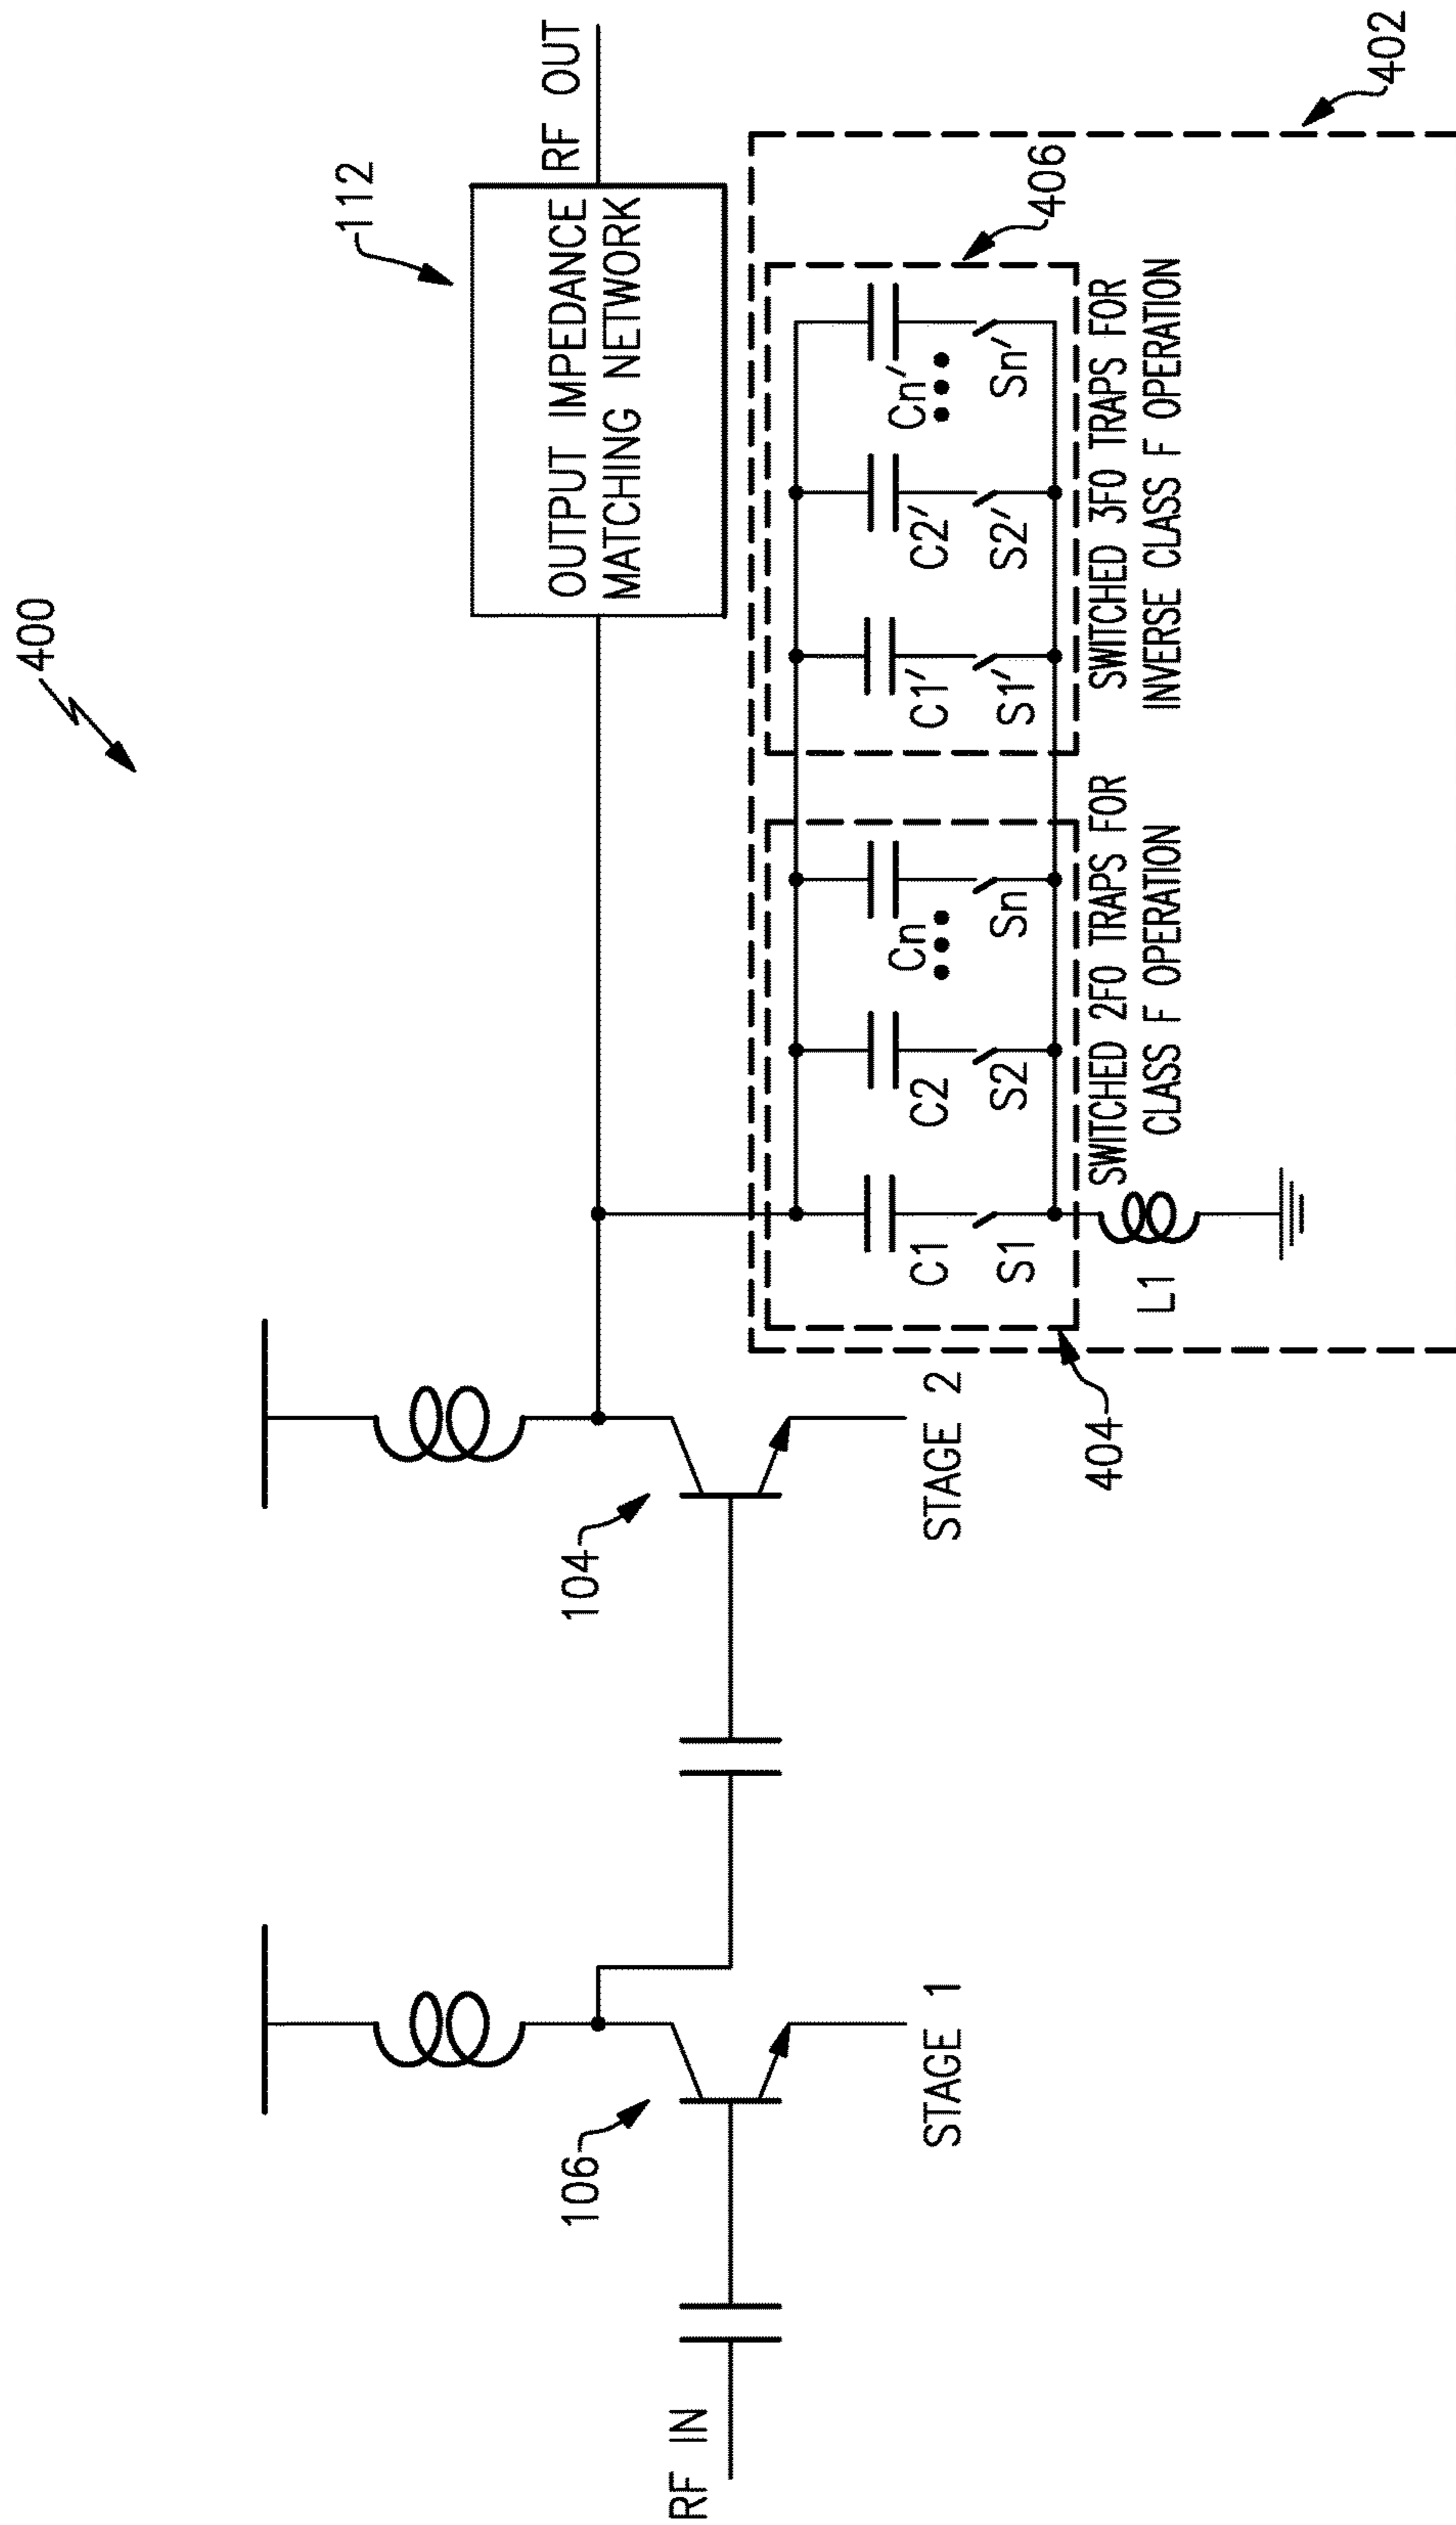 400
RF IN
106
STAGE 1
104
STAGE 2
112
OUTPUT IMPEDANCE
MATCHING NETWORK
RF OUT
402
404
406
C1
C2
Cn
C1'
C2'
Cn'
S1
S2
Sn
S1'
S2'
Sn'
L1
SWITCHED 2FO TRAPS FOR
CLASS F OPERATION
SWITCHED 3FO TRAPS FOR
INVERSE CLASS F OPERATION